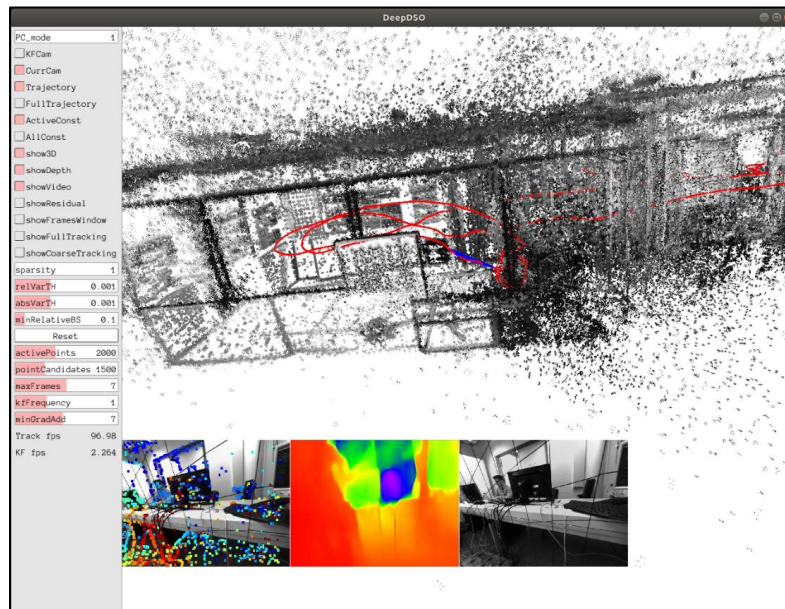 DeepDSO
PC_mode 1
KFCam
CurrCam
Trajectory
FullTrajectory
ActiveConst
AllConst
show3D
showDepth
showVideo
showResidual
showFramesWindow
showFullTracking
showCoarseTracking
sparsity 1
relVarTH 0.001
absVarTH 0.001
minRelativeBS 0.1
Reset
activePoints 2000
pointCandidates 1500
maxFrames 7
kfFrequency 1
minGradAdd 7
Track fps 96.98
KF fps 2.264